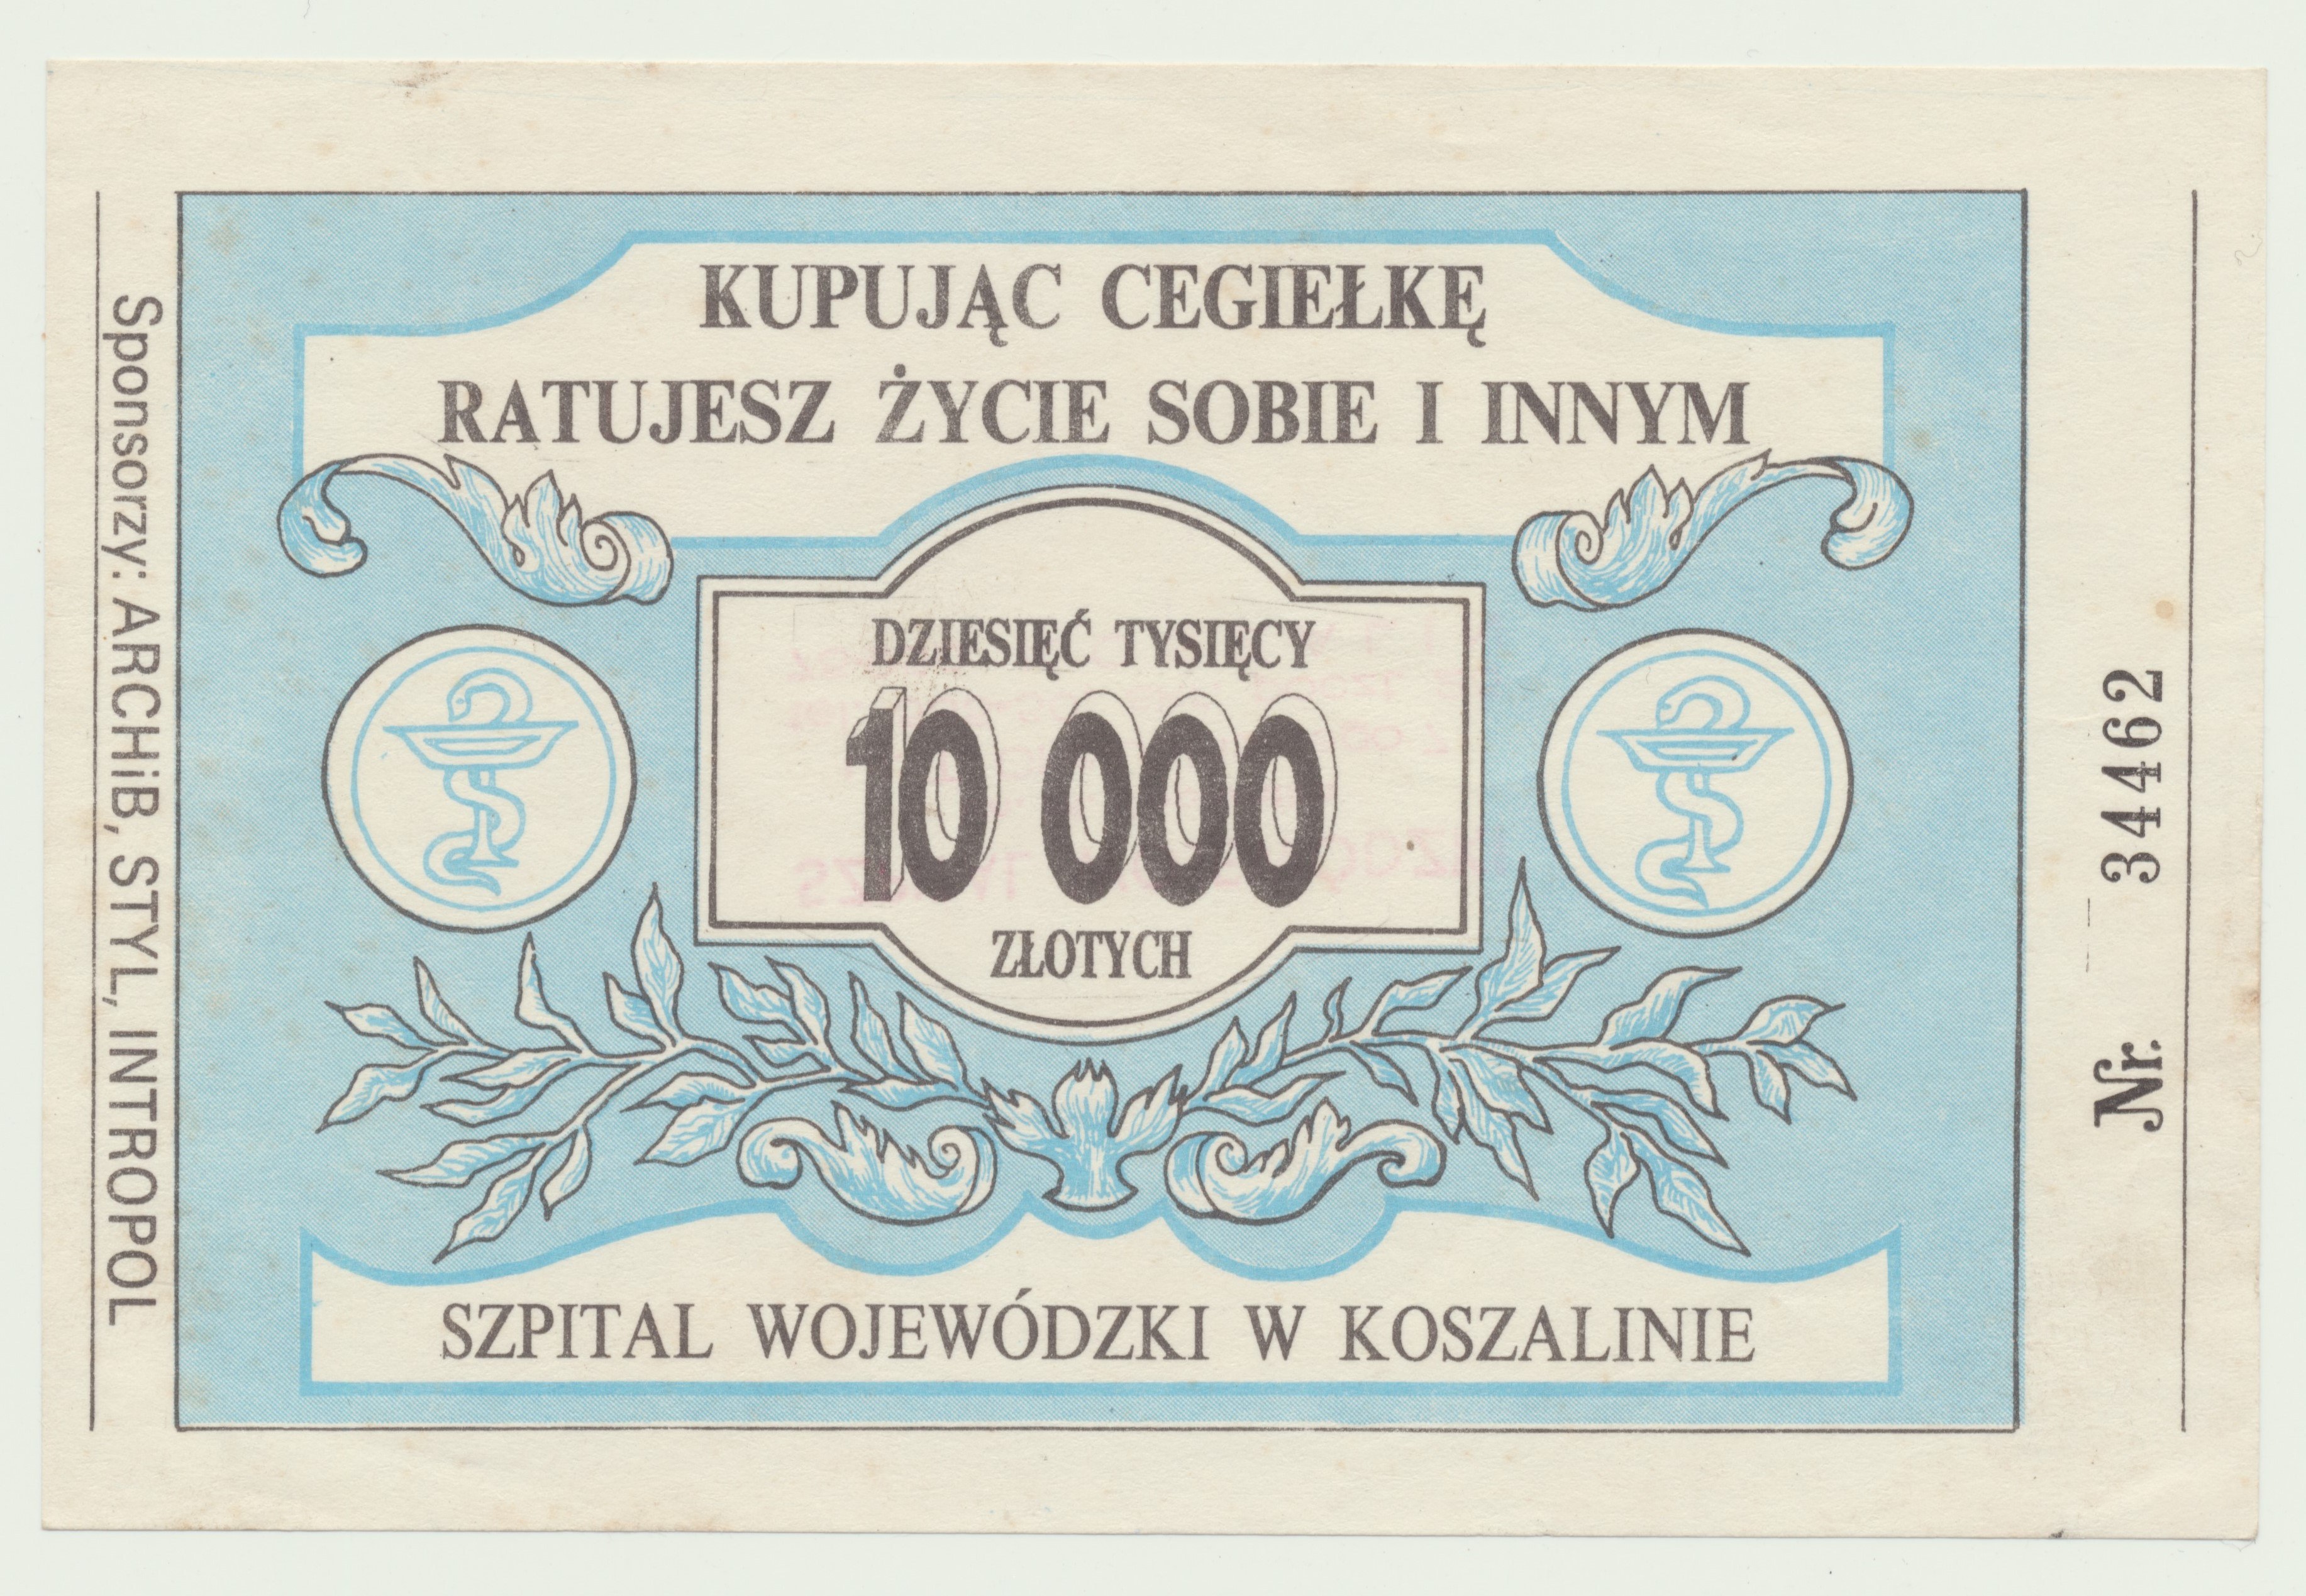 KUPUJĄC CEGIEŁKĘ
RATUJESZ ŻYCIE SOBIE I INNYM
DZIESIĘĆ TYSIĘCY
10 000
ZŁOTYCH
SZPITAL WOJEWÓDZKI W KOSZALINIE
Sponsorzy: ARCHiB, STYL, INTROPOL
Nr. 34462